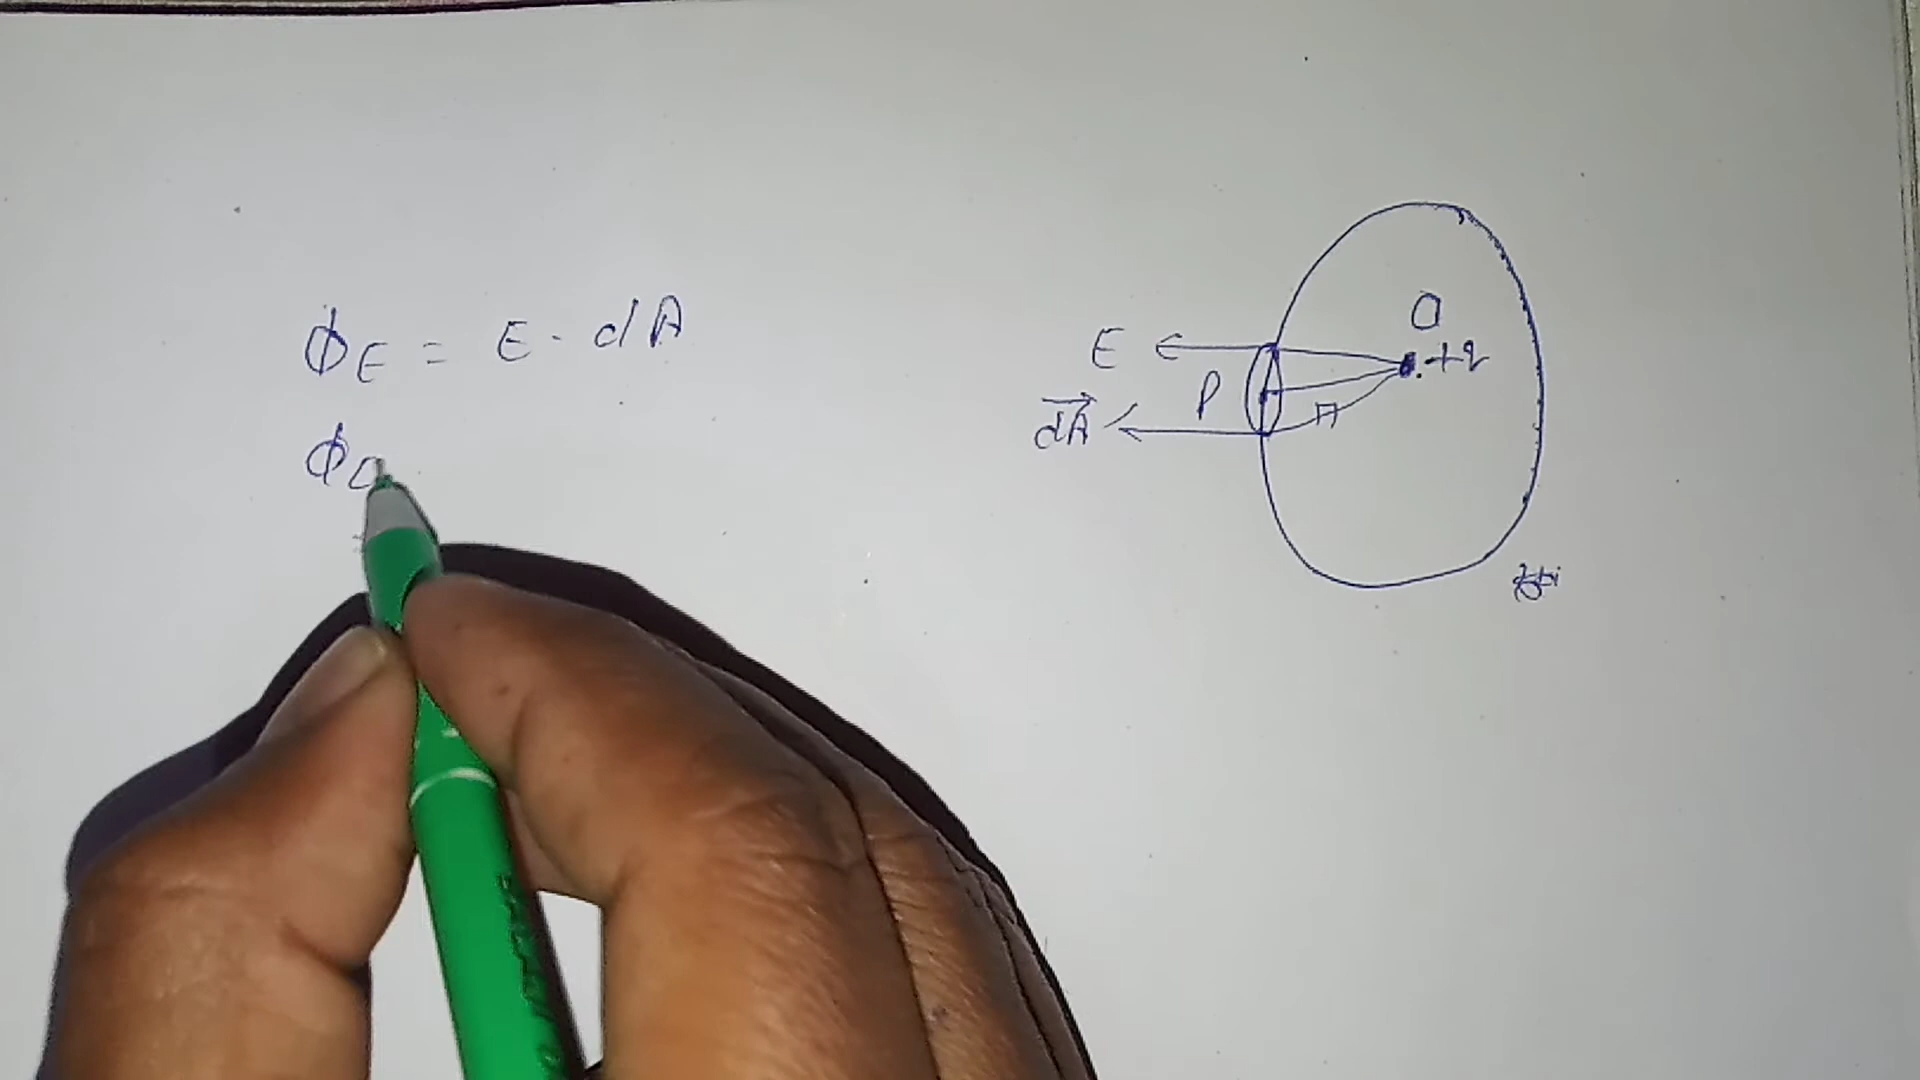 ϕE = E . dA
ϕ
O
+q
E
P
dA